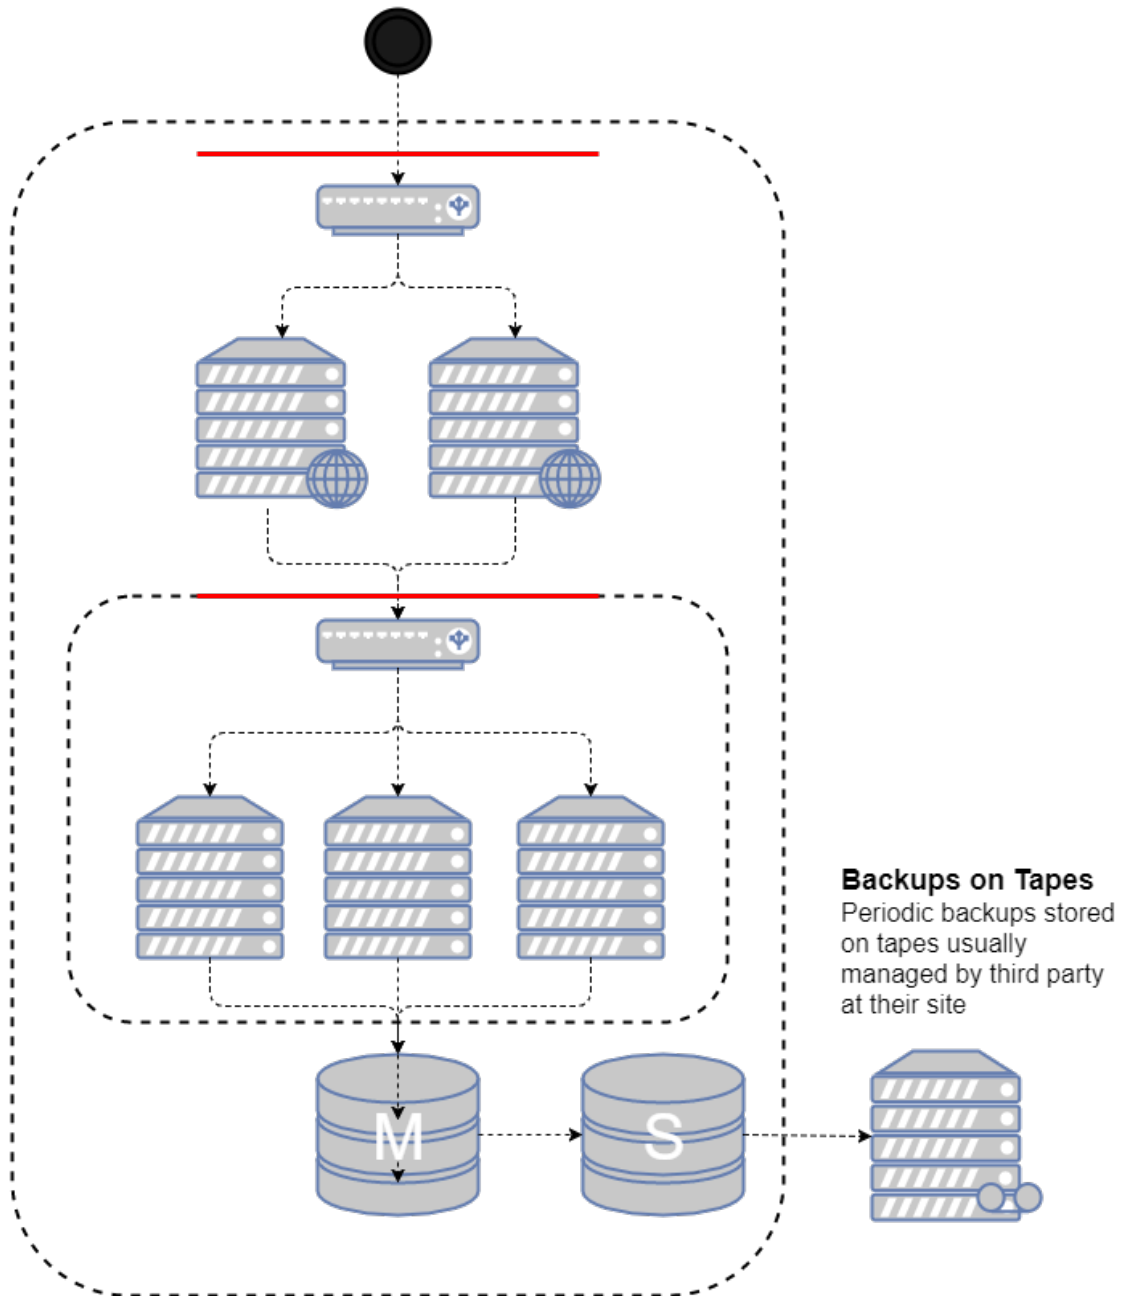 Backups on Tapes
Periodic backups stored
on tapes usually
managed by third party
at their site
M
S